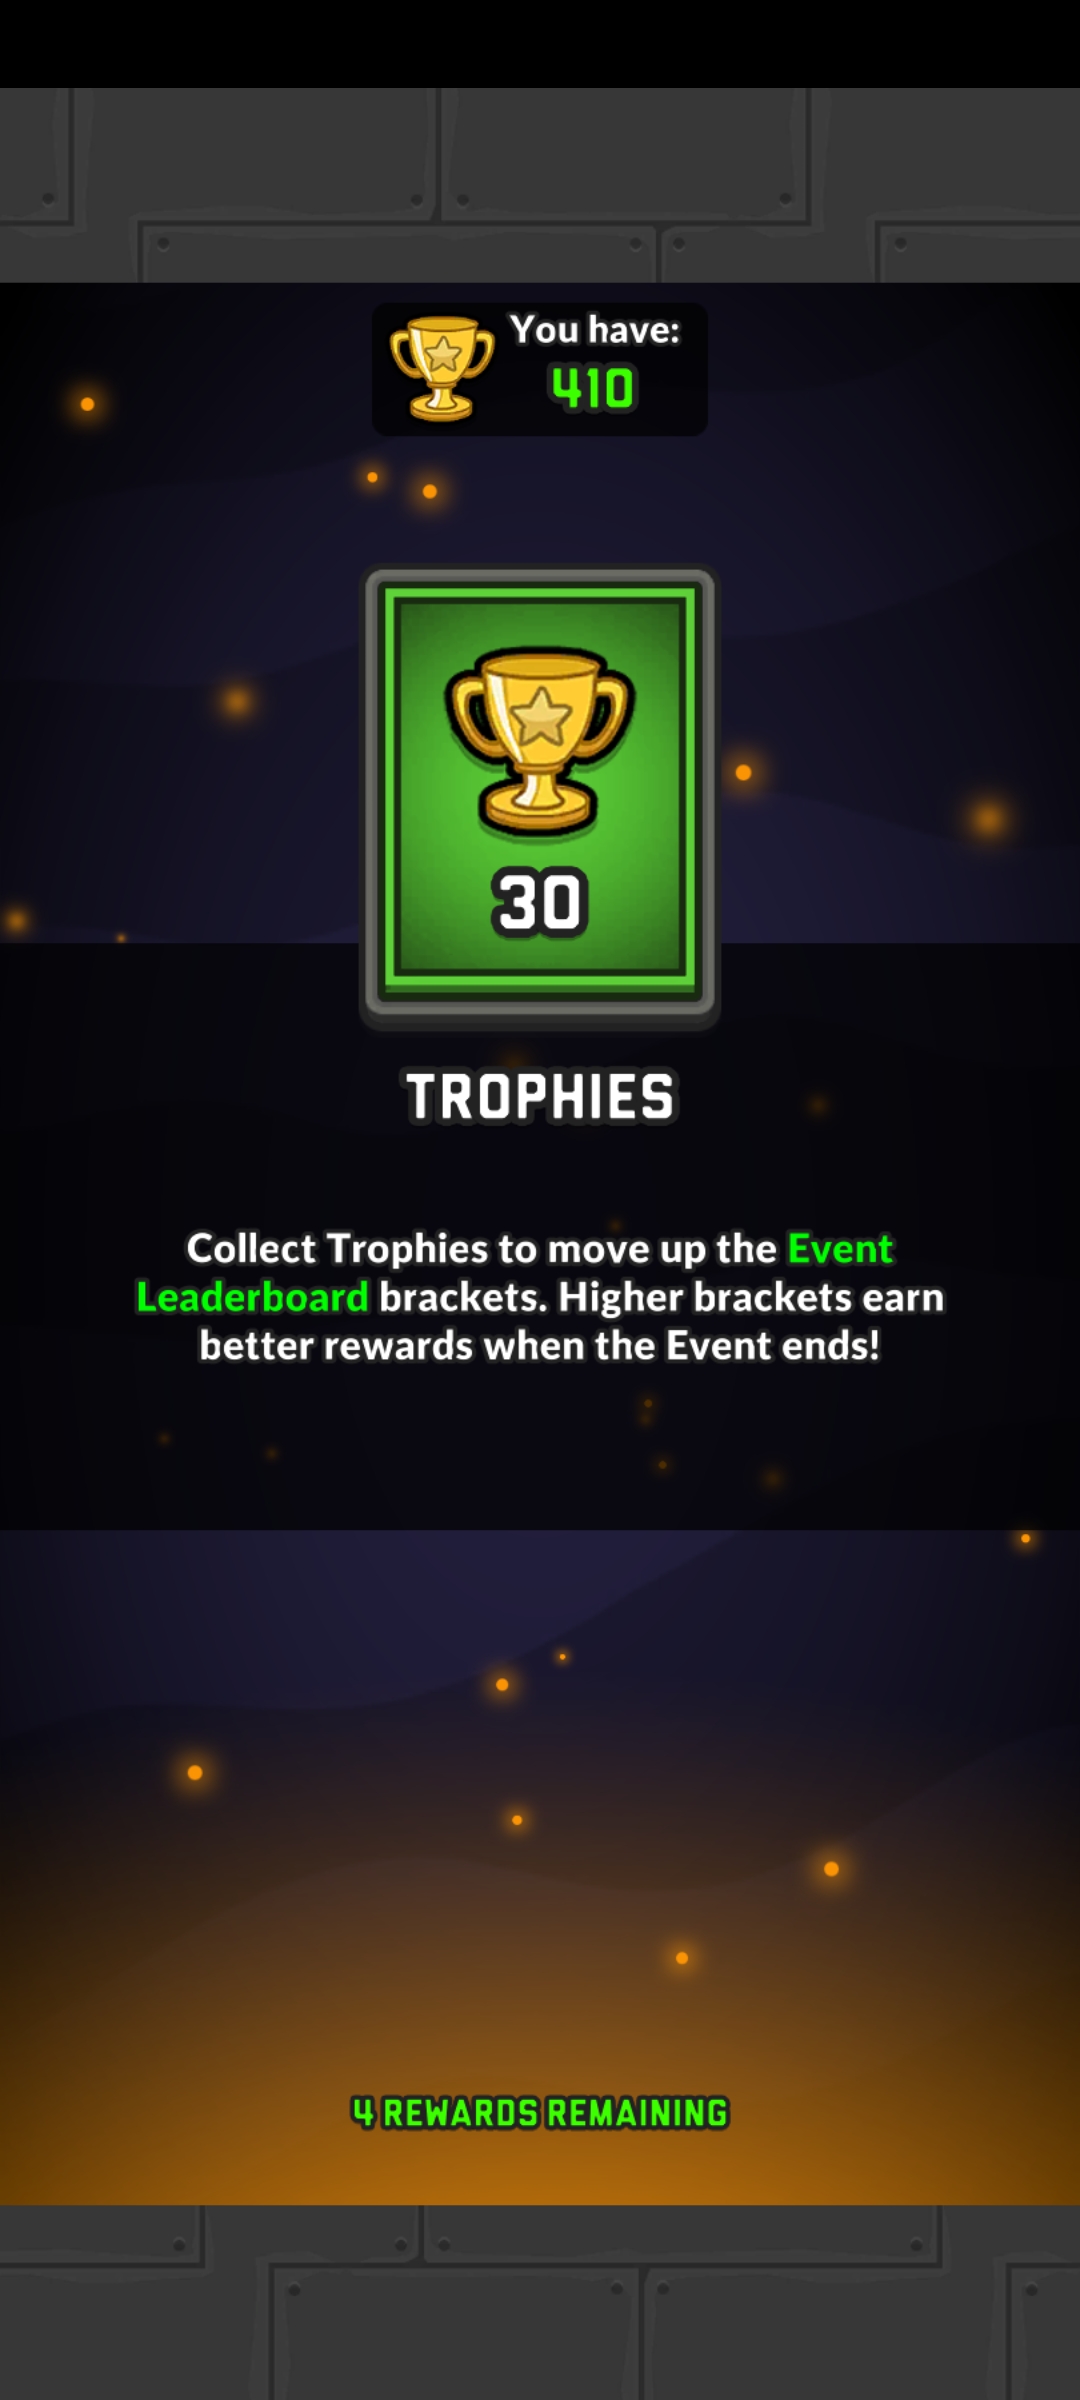 You have:
410
30
TROPHIES
Collect Trophies to move up the Event
Leaderboard brackets. Higher brackets earn
better rewards when the Event ends!
4 REWARDS REMAINING